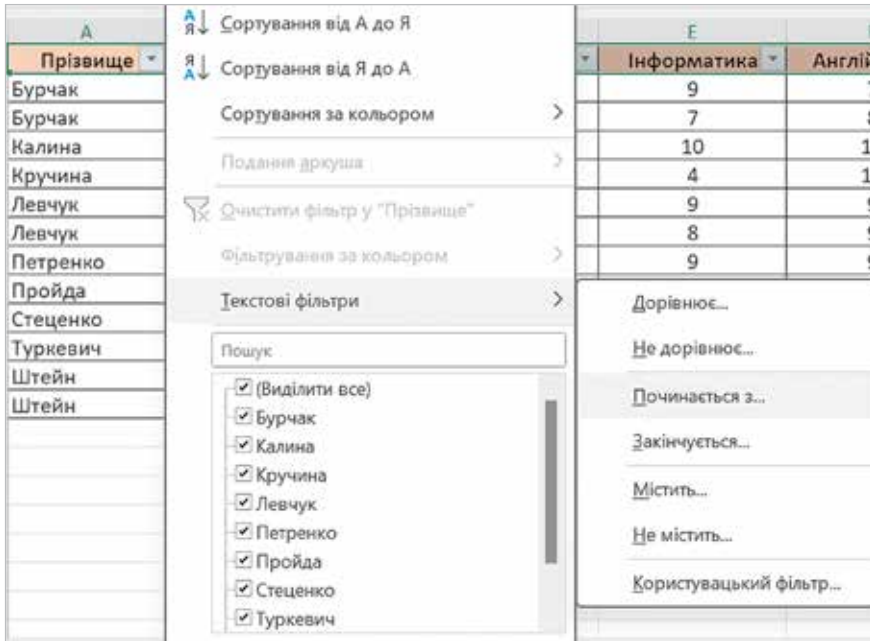 A
E
Прізвище
Інформатика
Англій
Бурчак
Бурчак
Калина
Кручина
Левчук
Левчук
Петренко
Пройда
Стеценко
Туркевич
Штейн
Штейн
9
7
10
4
9
8
9
А
Я
Сортування від А до Я
Я
А
Сортування від Я до А
Сортування за кольором
Подання аркуша
Очистити фільтр у "Прізвище"
Фільтрування за кольором
Текстові фільтри
Пошук
(Виділити все)
Бурчак
Калина
Кручина
Левчук
Петренко
Пройда
Стеценко
Туркевич
Дорівнює...
Не дорівнює...
Починається з...
Закінчується...
Містить...
Не містить...
Користувацький фільтр...